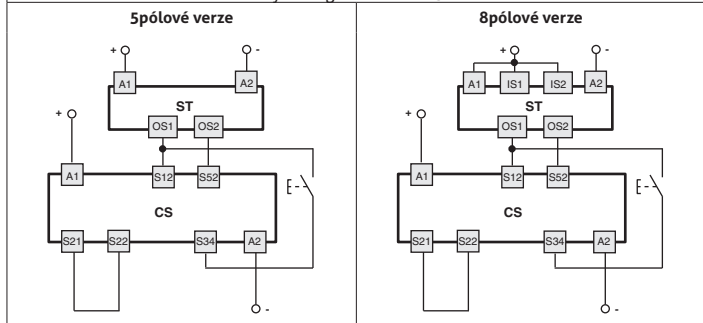 5pólové verze
8pólové verze
+ -
A1 A2
ST
OS1 OS2
+
A1 S12 S52
CS
S21 S22 S34 A2
-
+ -
A1 IS1 IS2 A2
ST
OS1 OS2
+
A1 S12 S52
CS
S21 S22 S34 A2
-